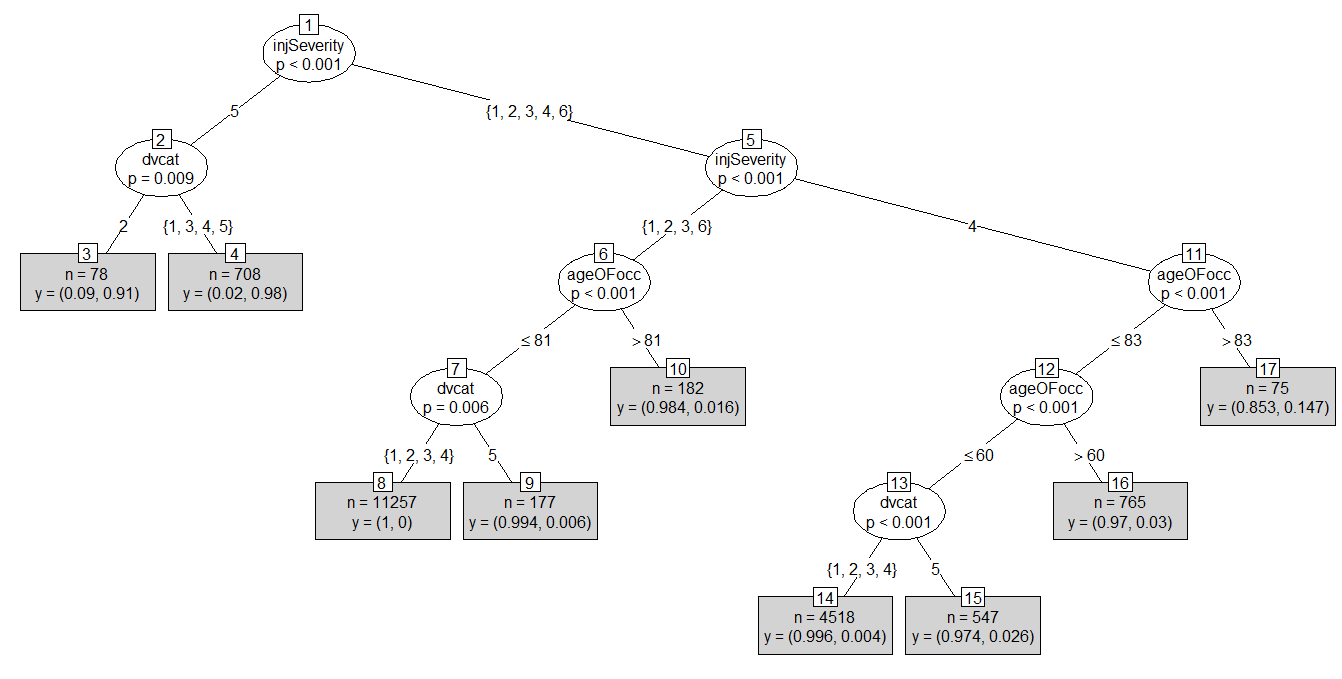 1
injSeverity
p < 0.001
5
{1, 2, 3, 4, 6}
2
dvcat
p = 0.009
5
injSeverity
p < 0.001
2
{1, 3, 4, 5}
{1, 2, 3, 6}
4
3
n = 78
y = (0.09, 0.91)
4
n = 708
y = (0.02, 0.98)
6
ageOFocc
p < 0.001
11
ageOFocc
p < 0.001
≤ 81
> 81
≤ 83
> 83
7
dvcat
p = 0.006
10
n = 182
y = (0.984, 0.016)
12
ageOFocc
p < 0.001
17
n = 75
y = (0.853, 0.147)
{1, 2, 3, 4}
5
≤ 60
> 60
8
n = 11257
y = (1, 0)
9
n = 177
y = (0.994, 0.006)
13
dvcat
p < 0.001
16
n = 765
y = (0.97, 0.03)
{1, 2, 3, 4}
5
14
n = 4518
y = (0.996, 0.004)
15
n = 547
y = (0.974, 0.026)